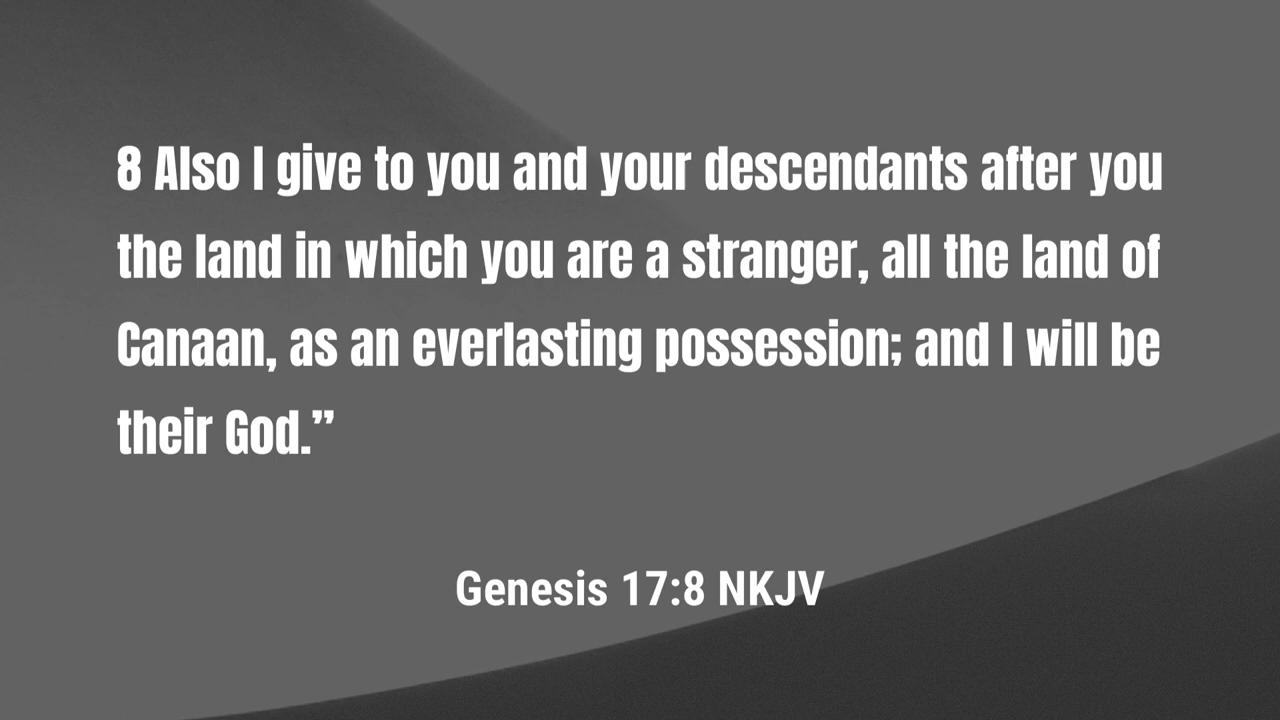 8 Also I give to you and your descendants after you
the land in which you are a stranger, all the land of
Canaan, as an everlasting possession; and I will be
their God.”
Genesis 17:8 NKJV